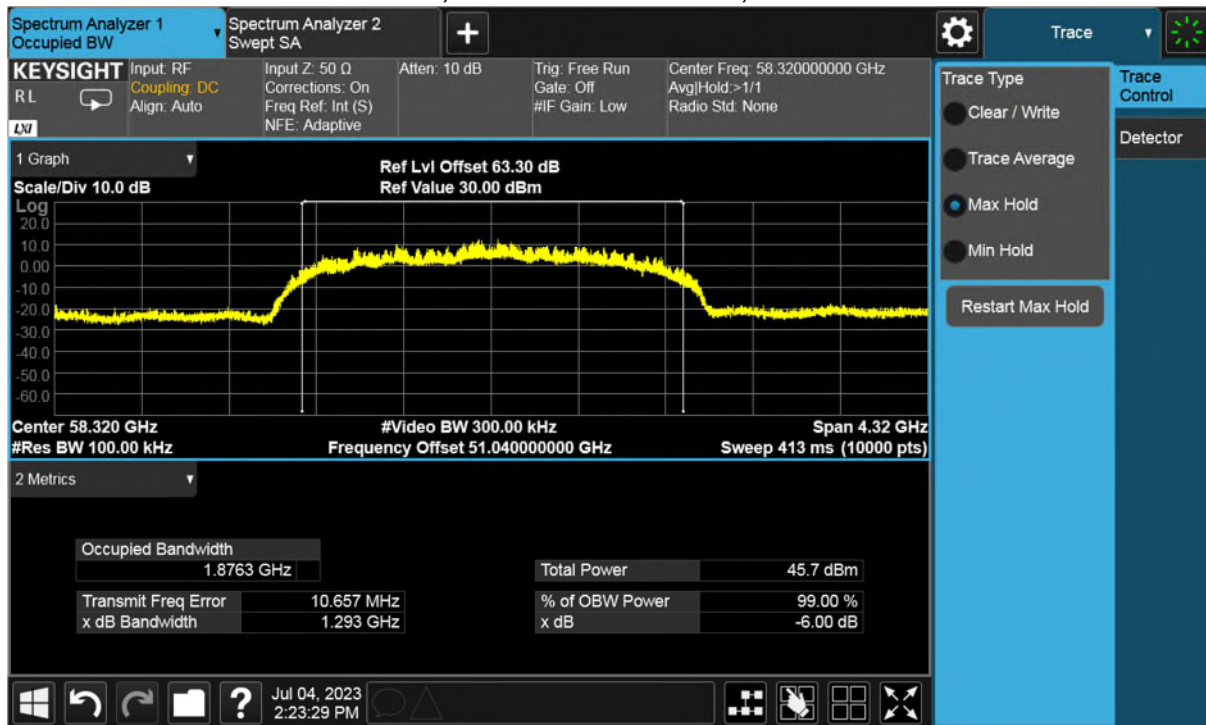 Spectrum Analyzer 1
Occupied BW
Spectrum Analyzer 2
Swept SA
+
Trace
KEYSIGHT
RL
LXI
Input: RF
Coupling: DC
Align: Auto
Input Z: 50 Ω
Corrections: On
Freq Ref: Int (S)
NFE: Adaptive
Atten: 10 dB
Trig: Free Run
Gate: Off
#IF Gain: Low
Center Freq: 58.320000000 GHz
Avg|Hold:>1/1
Radio Std: None
Trace Type
Clear / Write
Trace Average
Max Hold
Min Hold
Restart Max Hold
Trace
Control
Detector
1 Graph
Scale/Div 10.0 dB
Ref Lvl Offset 63.30 dB
Ref Value 30.00 dBm
Log
20.0
10.0
0.00
-10.0
-20.0
-30.0
-40.0
-50.0
-60.0
Center 58.320 GHz
#Video BW 300.00 kHz
Span 4.32 GHz
#Res BW 100.00 kHz
Frequency Offset 51.040000000 GHz
Sweep 413 ms (10000 pts)
2 Metrics
Occupied Bandwidth
1.8763 GHz
Total Power 45.7 dBm
Transmit Freq Error 10.657 MHz
% of OBW Power 99.00 %
x dB Bandwidth 1.293 GHz
x dB -6.00 dB
?
Jul 04, 2023
2:23:29 PM